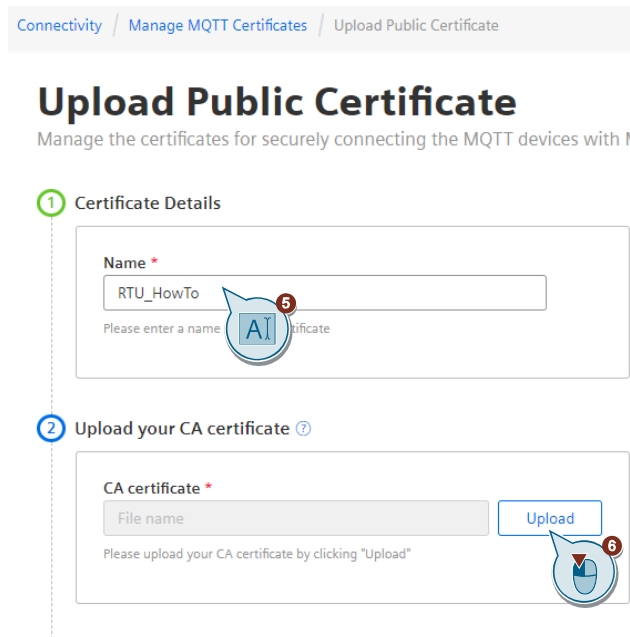 Connectivity / Manage MQTT Certificates / Upload Public Certificate
Upload Public Certificate
Manage the certificates for securely connecting the MQTT devices with
1 Certificate Details
Name *
RTU_HowTo
5
A
Please enter a name
2 Upload your CA certificate ?
CA certificate *
File name
Upload
6
Please upload your CA certificate by clicking "Upload"